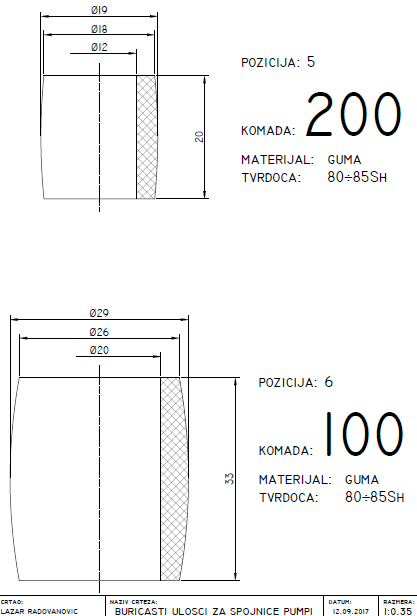 Ø19
Ø18
Ø12
20
POZICIJA: 5
KOMADA: 200
MATERIJAL: GUMA
TVRDOCA: 80÷85SH
Ø29
Ø26
Ø20
33
POZICIJA: 6
KOMADA: 100
MATERIJAL: GUMA
TVRDOCA: 80÷85SH
CRTAO:
LAZAR RADOVANOVIC
NAZIV CRTEZA:
BURICASTI ULOSCI ZA SPOJNICE PUMPI
DATUM:
12.09.2017
RAZMERA:
1:0.35